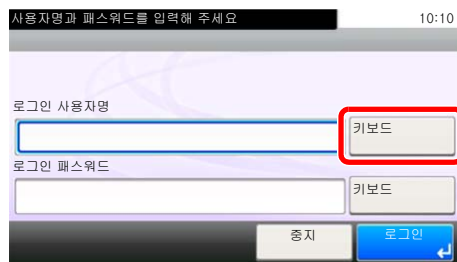 사용자명과 패스워드를 입력해 주세요 10:10
로그인 사용자명
키보드
로그인 패스워드
키보드
중지 로그인